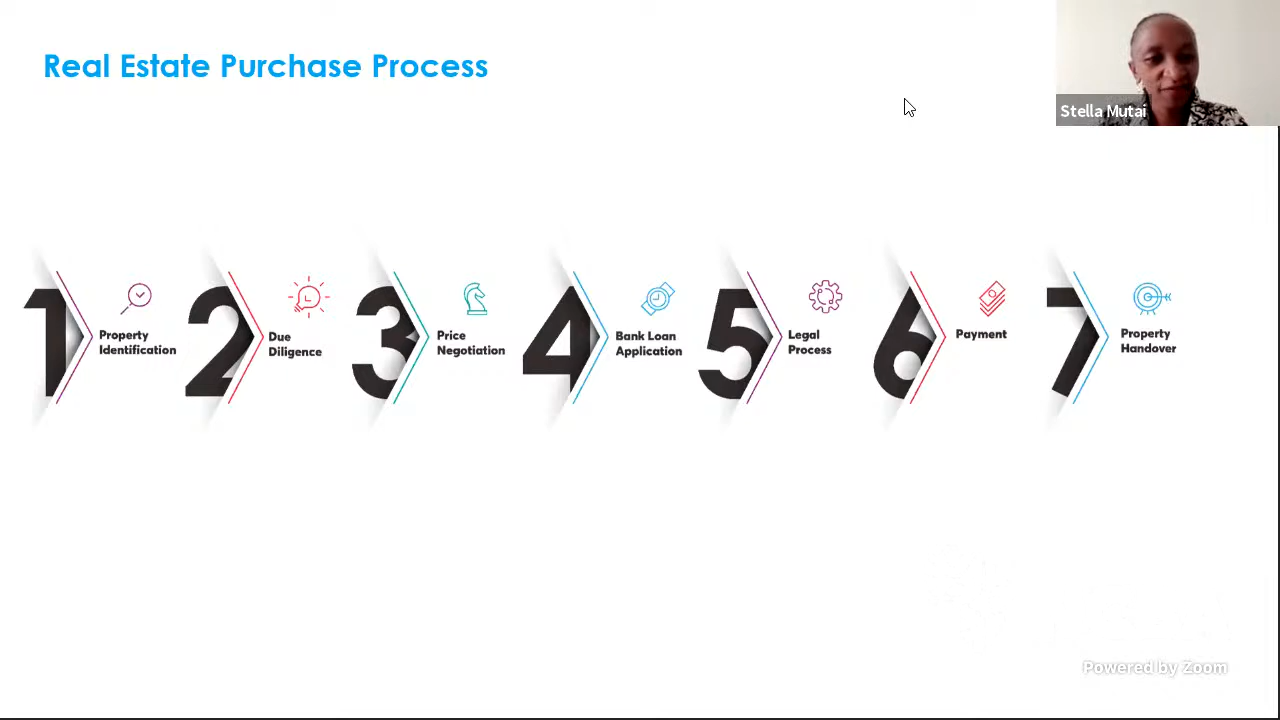 Real Estate Purchase Process
Stella Mutai
1
Property
Identification
2
Due
Diligence
3
Price
Negotiation
4
Bank Loan
Application
5
Legal
Process
6
Payment
7
Property
Handover
Powered by Zoom